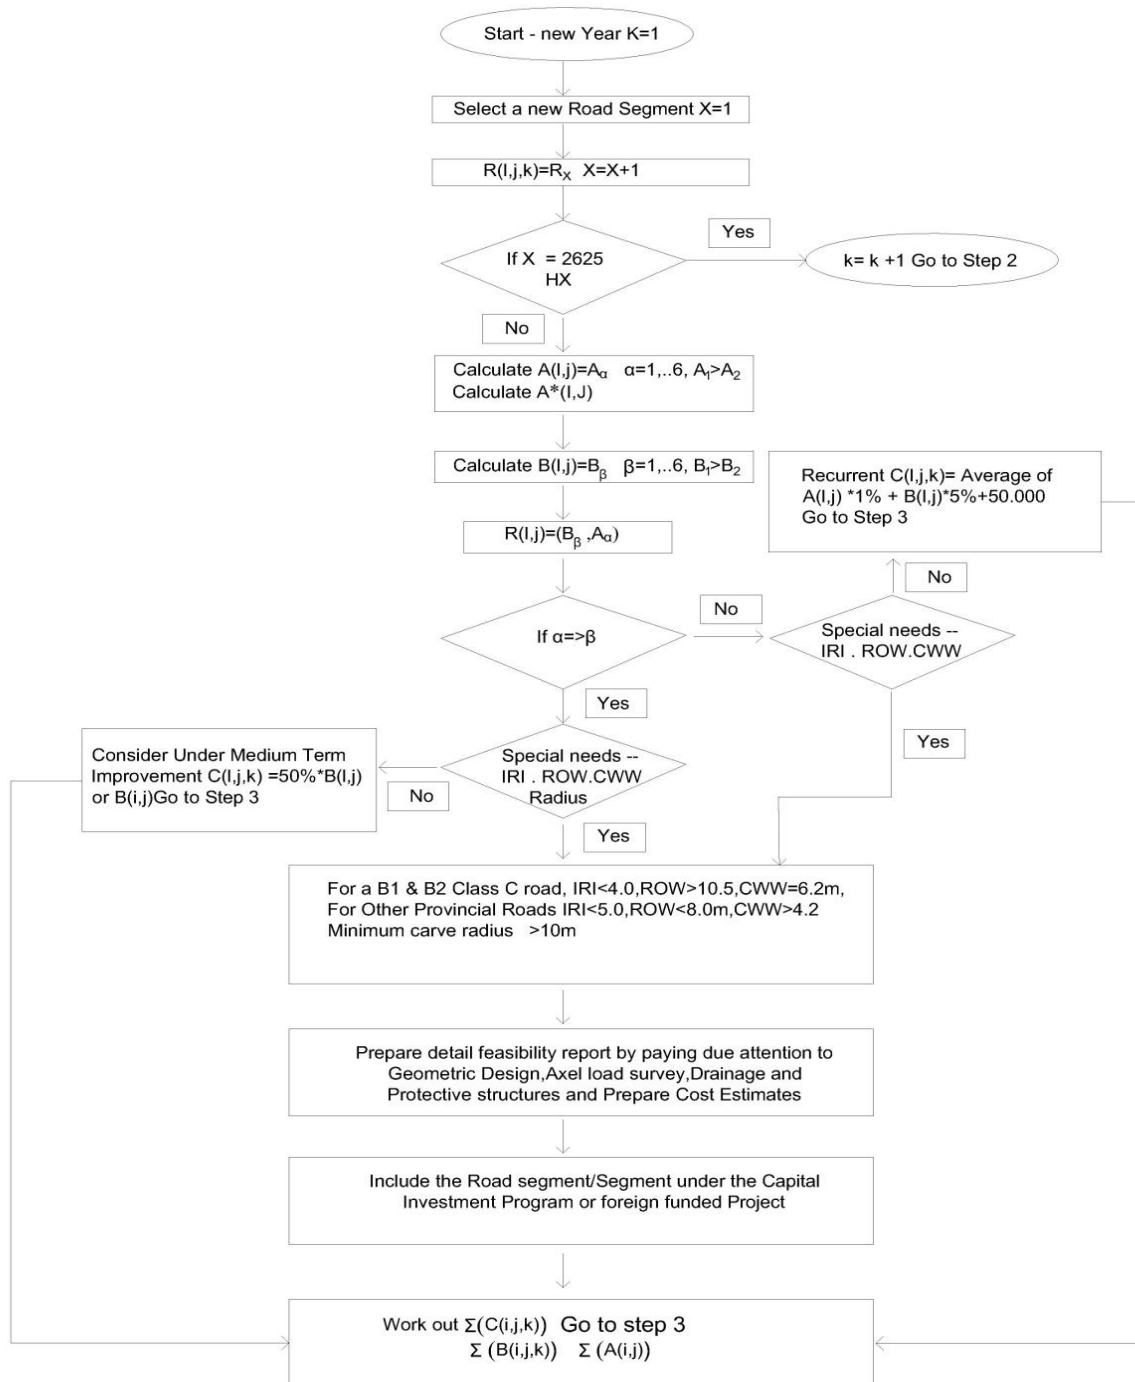 Start - new Year K=1
Select a new Road Segment X=1
R(I,j,k)=Rₓ X=X+1
If X = 2625
HX
Yes
k= k +1 Go to Step 2
No
Calculate A(I,j)=Aα α=1,..6, A₁>A₂
Calculate A*(I,J)
Calculate B(I,j)=Bᵦ β=1,..6, B₁>B₂
Recurrent C(I,j,k)= Average of
A(I,j) *1% + B(I,j)*5%+50.000
Go to Step 3
R(I,j)=(Bᵦ ,Aα)
No
If α=>β
No
Special needs --
IRI . ROW.CWW
Yes
Yes
Consider Under Medium Term
Improvement C(I,j,k) =50%*B(I,j)
or B(i,j)Go to Step 3
No
Special needs --
IRI . ROW.CWW
Radius
Yes
For a B1 & B2 Class C road, IRI<4.0,ROW>10.5,CWW=6.2m,
For Other Provincial Roads IRI<5.0,ROW<8.0m,CWW>4.2
Minimum carve radius >10m
Prepare detail feasibility report by paying due attention to
Geometric Design,Axel load survey,Drainage and
Protective structures and Prepare Cost Estimates
Include the Road segment/Segment under the Capital
Investment Program or foreign funded Project
Work out Σ(C(i,j,k)) Go to step 3
Σ (B(i,j,k)) Σ (A(i,j))